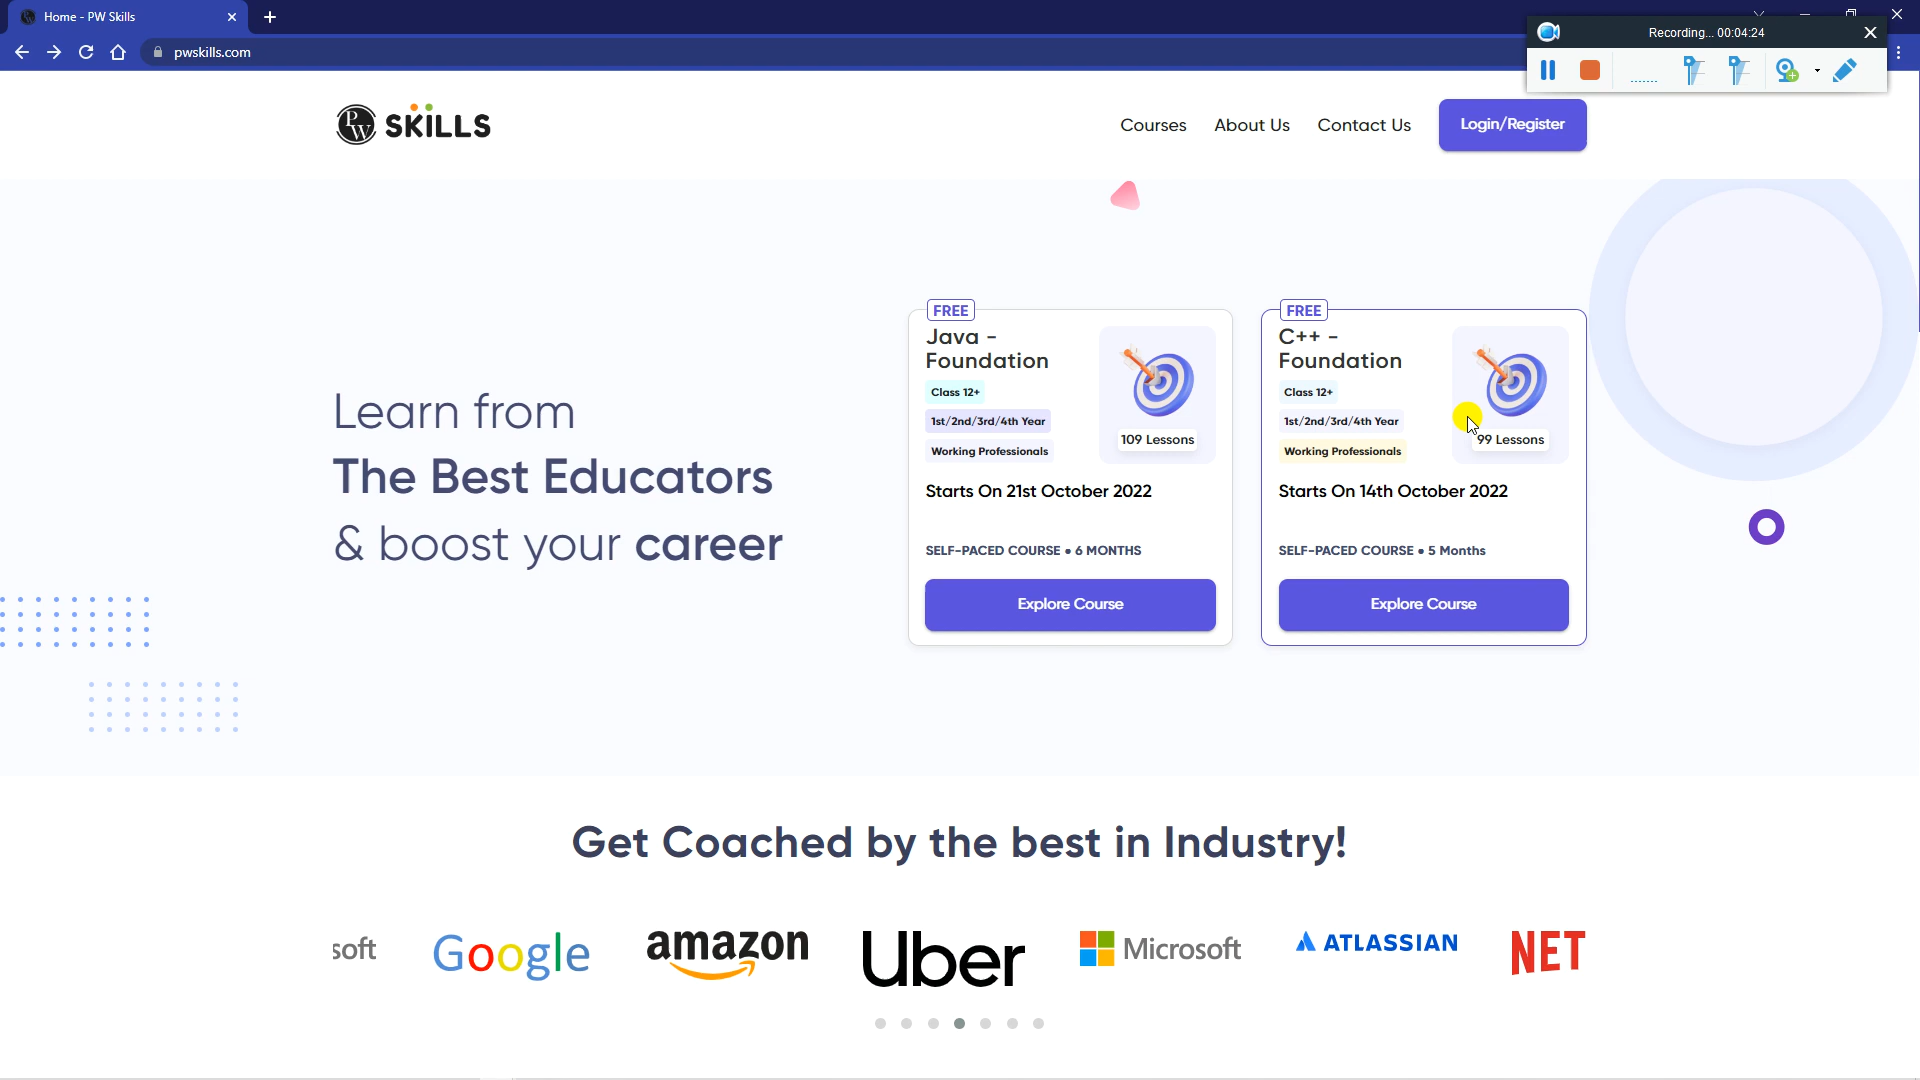 Home - PW Skills
Recording... 00:04:24
pwskills.com
PW SKILLS
Courses
About Us
Contact Us
Login/Register
Learn from
The Best Educators
& boost your career
FREE
Java -
Foundation
Class 12+
1st/2nd/3rd/4th Year
Working Professionals
109 Lessons
Starts On 21st October 2022
SELF-PACED COURSE • 6 MONTHS
Explore Course
FREE
C++ -
Foundation
Class 12+
1st/2nd/3rd/4th Year
Working Professionals
99 Lessons
Starts On 14th October 2022
SELF-PACED COURSE • 5 Months
Explore Course
Get Coached by the best in Industry!
soft
Google
amazon
Uber
Microsoft
ATLASSIAN
NET